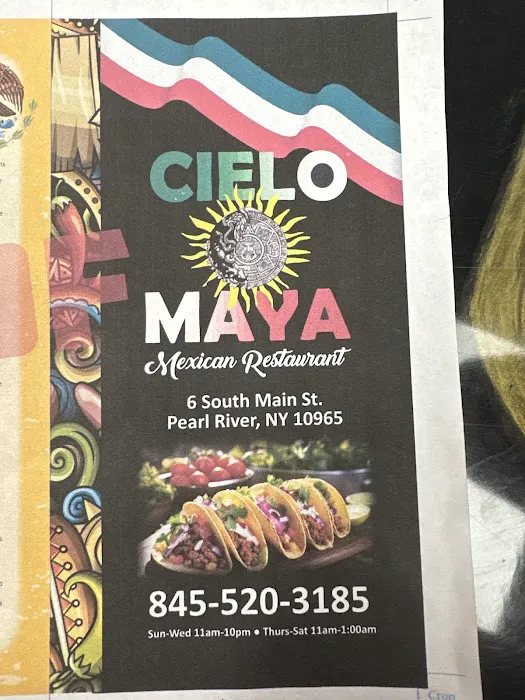 CIELO
MAYA
Mexican Restaurant
6 South Main St.
Pearl River, NY 10965
845-520-3185
Sun-Wed 11am-10pm ● Thurs-Sat 11am-1:00am
Crop